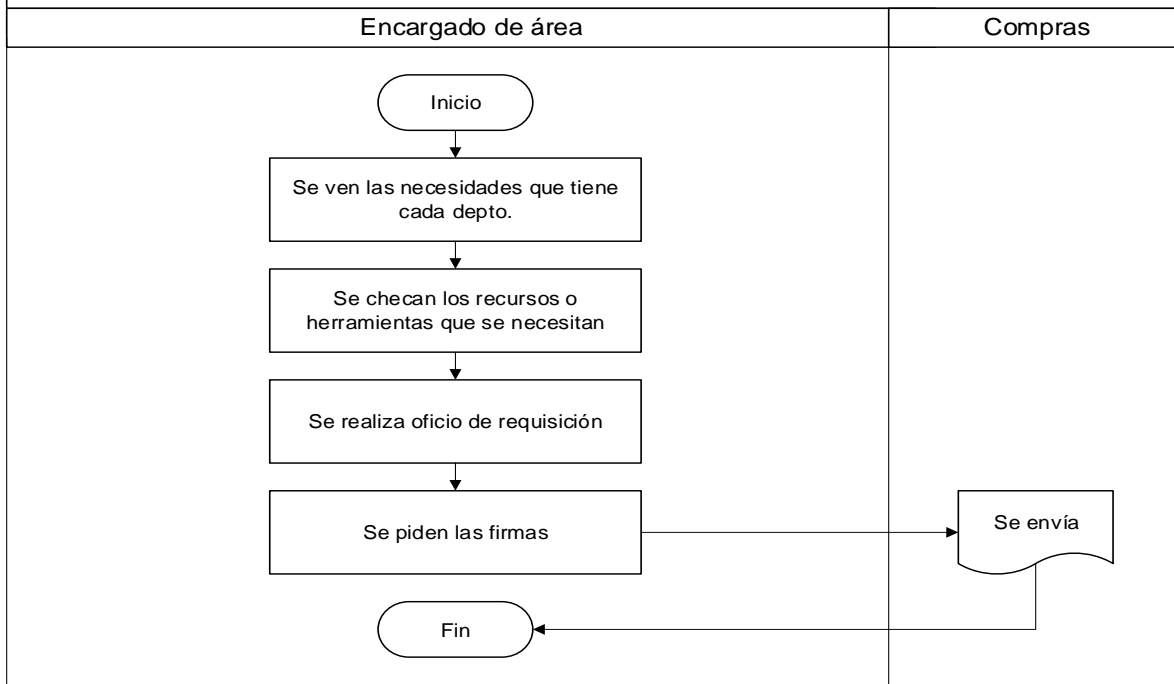 Encargado de área
Compras
Inicio
Se ven las necesidades que tiene
cada depto.
Se checan los recursos o
herramientas que se necesitan
Se realiza oficio de requisición
Se piden las firmas
Se envía
Fin